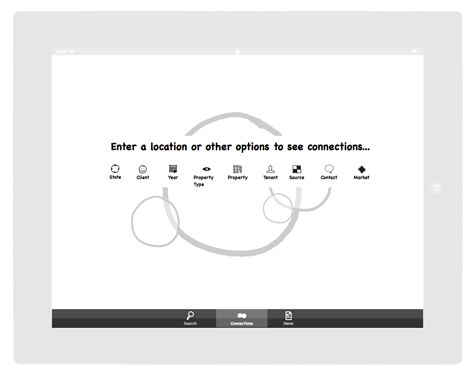 Enter a location or other options to see connections...
State Client Year Property Type Property Tenant Source Contact Market
Search Connections News